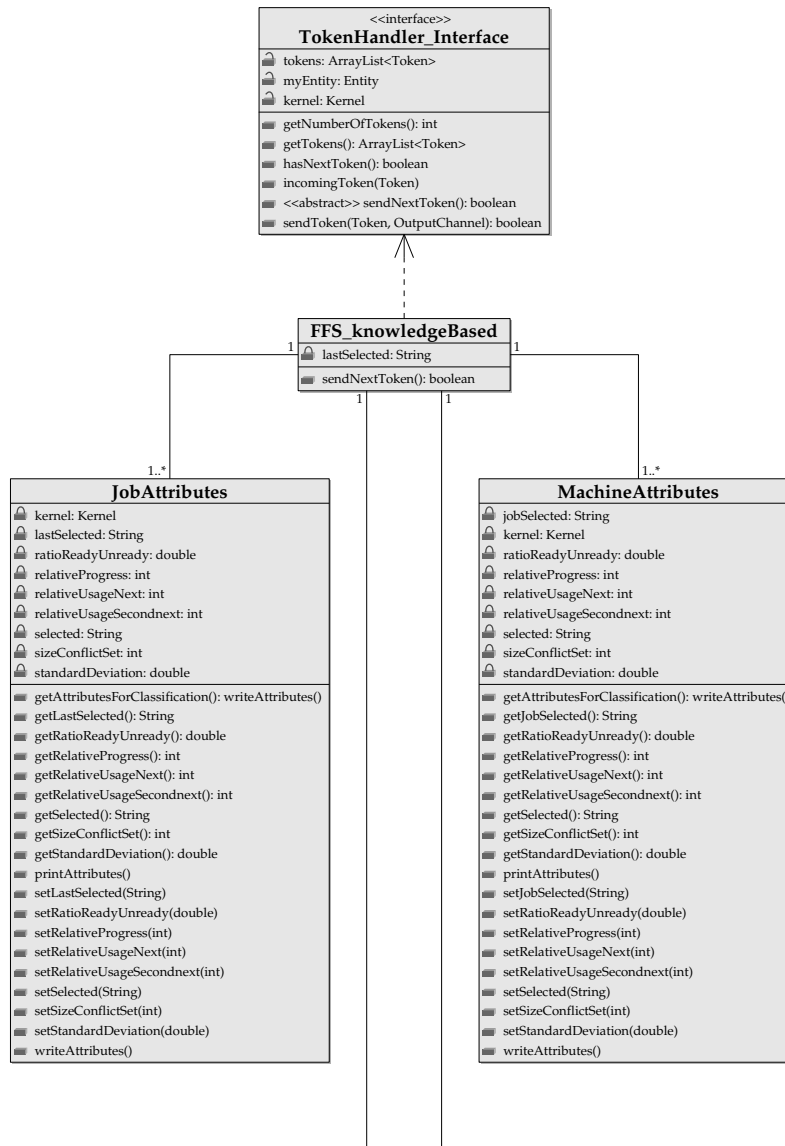 <<interface>>
TokenHandler_Interface
tokens: ArrayList<Token>
myEntity: Entity
kernel: Kernel
getNumberOfTokens(): int
getTokens(): ArrayList<Token>
hasNextToken(): boolean
incomingToken(Token)
<<abstract>> sendNextToken(): boolean
sendToken(Token, OutputChannel): boolean
FFS_knowledgeBased
1
lastSelected: String
1
sendNextToken(): boolean
1
1
1..*
JobAttributes
kernel: Kernel
lastSelected: String
ratioReadyUnready: double
relativeProgress: int
relativeUsageNext: int
relativeUsageSecondnext: int
selected: String
sizeConflictSet: int
standardDeviation: double
getAttributesForClassification(): writeAttributes()
getLastSelected(): String
getRatioReadyUnready(): double
getRelativeProgress(): int
getRelativeUsageNext(): int
getRelativeUsageSecondnext(): int
getSelected(): String
getSizeConflictSet(): int
getStandardDeviation(): double
printAttributes()
setLastSelected(String)
setRatioReadyUnready(double)
setRelativeProgress(int)
setRelativeUsageNext(int)
setRelativeUsageSecondnext(int)
setSelected(String)
setSizeConflictSet(int)
setStandardDeviation(double)
writeAttributes()
1..*
MachineAttributes
jobSelected: String
kernel: Kernel
ratioReadyUnready: double
relativeProgress: int
relativeUsageNext: int
relativeUsageSecondnext: int
selected: String
sizeConflictSet: int
standardDeviation: double
getAttributesForClassification(): writeAttributes(
getJobSelected(): String
getRatioReadyUnready(): double
getRelativeProgress(): int
getRelativeUsageNext(): int
getRelativeUsageSecondnext(): int
getSelected(): String
getSizeConflictSet(): int
getStandardDeviation(): double
printAttributes()
setJobSelected(String)
setRatioReadyUnready(double)
setRelativeProgress(int)
setRelativeUsageNext(int)
setRelativeUsageSecondnext(int)
setSelected(String)
setSizeConflictSet(int)
setStandardDeviation(double)
writeAttributes()